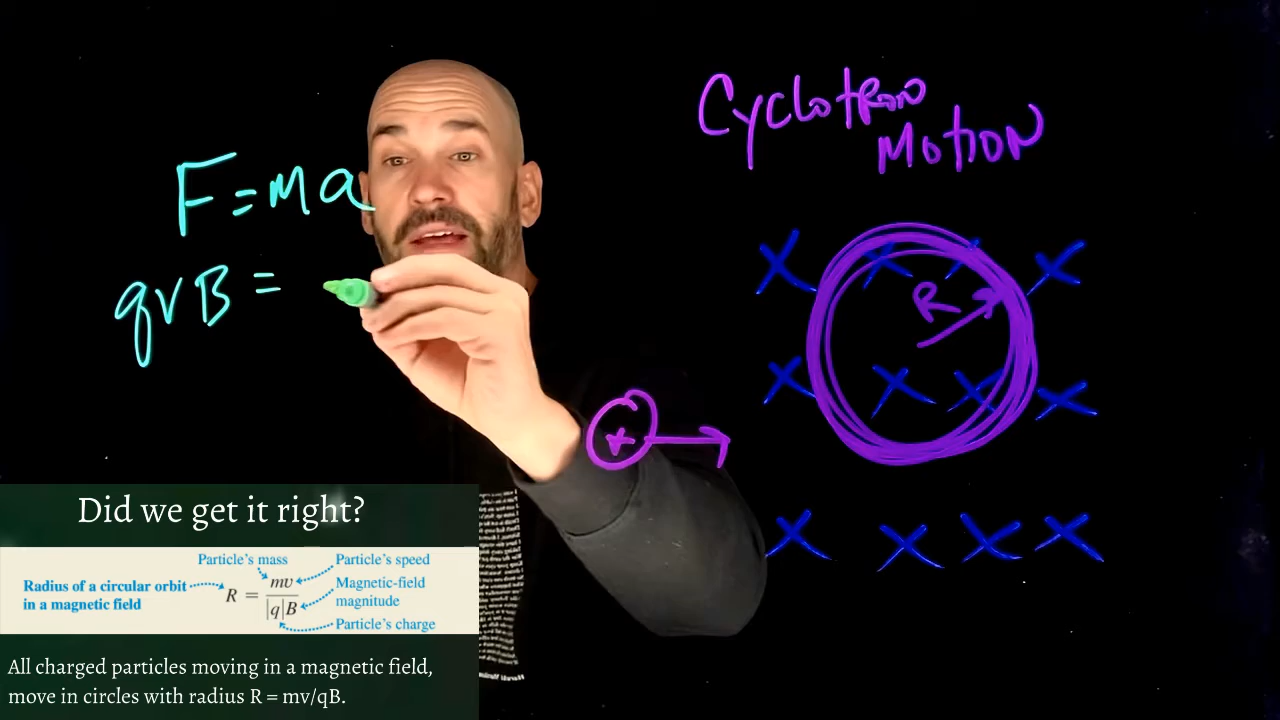 Cyclotron
Motion
F = ma
qvB =
R
+
x x x x
x x x x
x x x x
Did we get it right?
Particle's mass
Particle's speed
Radius of a circular orbit
in a magnetic field
R = mv / |q|B
Magnetic-field
magnitude
Particle's charge
All charged particles moving in a magnetic field,
move in circles with radius R = mv/qB.